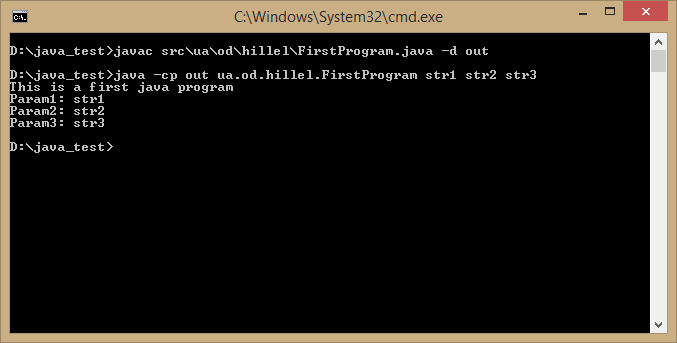 C:\Windows\System32\cmd.exe
D:\java_test>javac src\ua\od\hillel\FirstProgram.java -d out
D:\java_test>java -cp out ua.od.hillel.FirstProgram str1 str2 str3
This is a first java program
Param1: str1
Param2: str2
Param3: str3
D:\java_test>